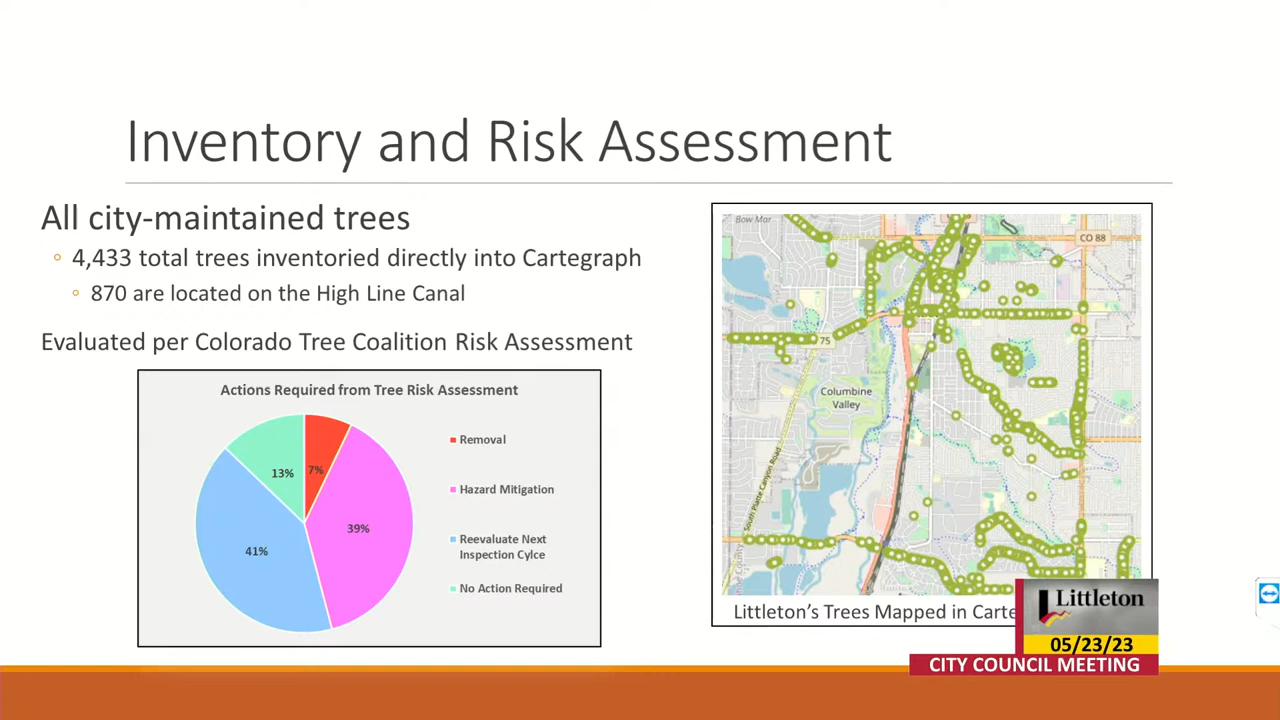 Inventory and Risk Assessment
All city-maintained trees
4,433 total trees inventoried directly into Cartegraph
870 are located on the High Line Canal
Evaluated per Colorado Tree Coalition Risk Assessment
Actions Required from Tree Risk Assessment
Removal
Hazard Mitigation
Reevaluate Next
Inspection Cylce
No Action Required
7%
39%
41%
13%
Bow Mar
CO 88
75
Columbine
Valley
South Platte Canyon Road
Littleton's Trees Mapped in Carte
Littleton
05/23/23
CITY COUNCIL MEETING